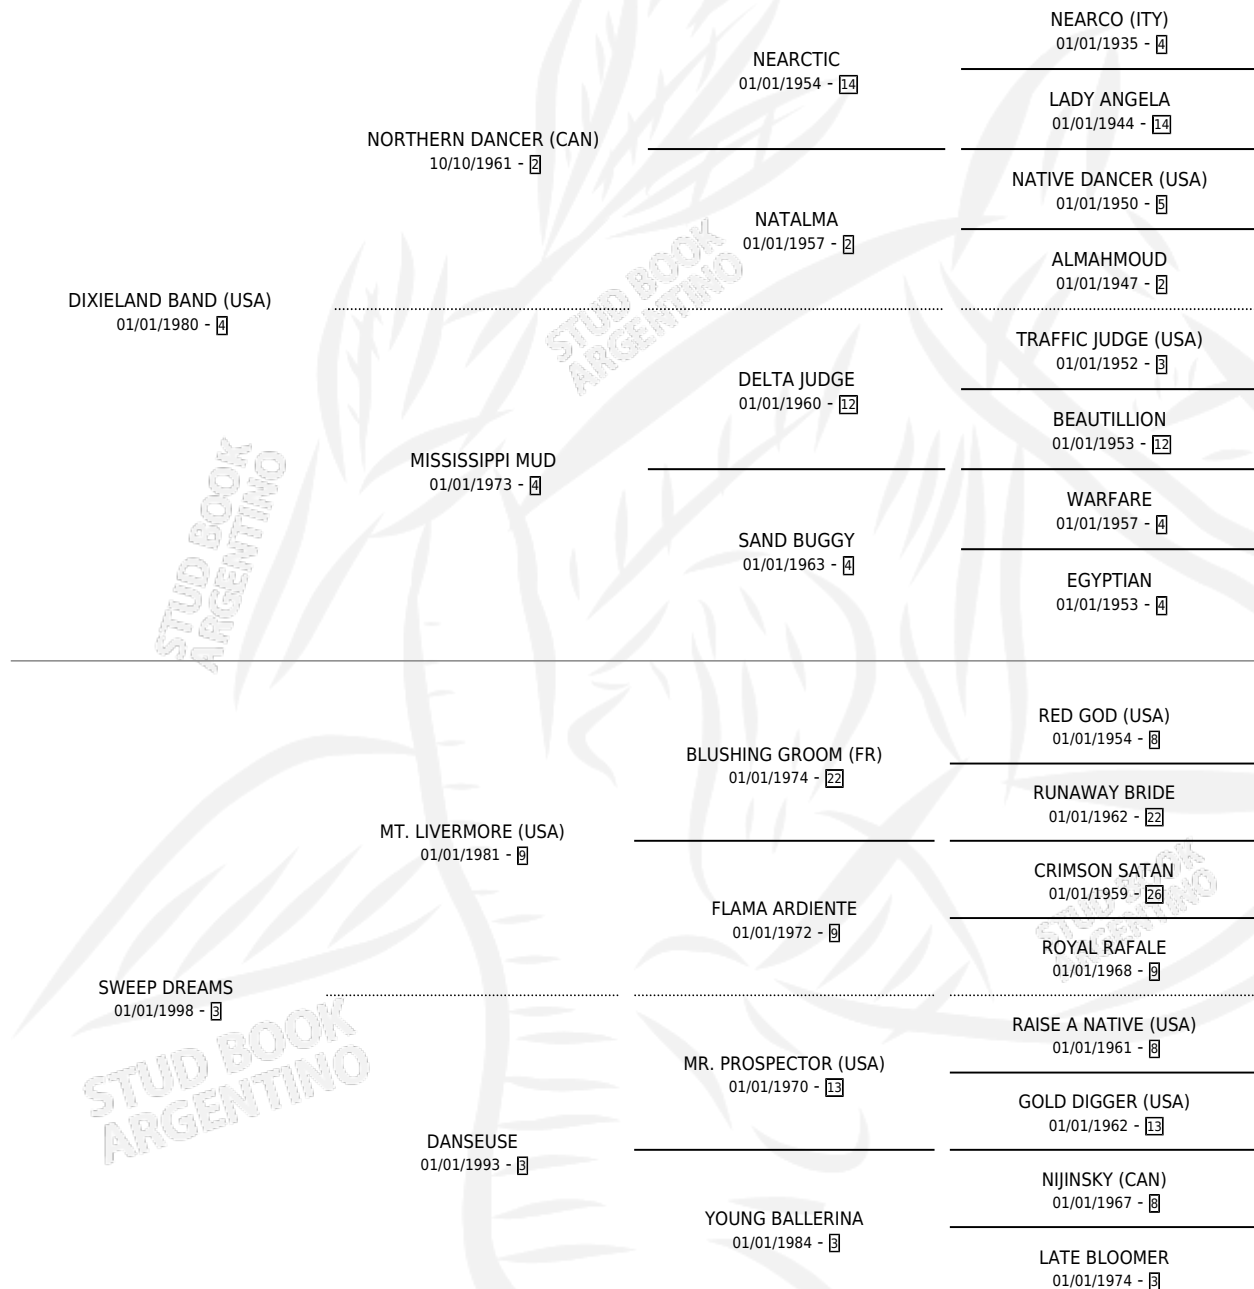 NEARCO (ITY)
01/01/1935 - 4
NEARCTIC
01/01/1954 - 14
LADY ANGELA
01/01/1944 - 14
NORTHERN DANCER (CAN)
10/10/1961 - 2
NATIVE DANCER (USA)
01/01/1950 - 5
NATALMA
01/01/1957 - 2
ALMAHMOUD
01/01/1947 - 2
DIXIELAND BAND (USA)
01/01/1980 - 4
TRAFFIC JUDGE (USA)
01/01/1952 - 3
DELTA JUDGE
01/01/1960 - 12
BEAUTILLION
01/01/1953 - 12
MISSISSIPPI MUD
01/01/1973 - 4
WARFARE
01/01/1957 - 4
SAND BUGGY
01/01/1963 - 4
EGYPTIAN
01/01/1953 - 4
RED GOD (USA)
01/01/1954 - 8
BLUSHING GROOM (FR)
01/01/1974 - 22
RUNAWAY BRIDE
01/01/1962 - 22
MT. LIVERMORE (USA)
01/01/1981 - 9
CRIMSON SATAN
01/01/1959 - 26
FLAMA ARDIENTE
01/01/1972 - 9
ROYAL RAFALE
01/01/1968 - 9
SWEEP DREAMS
01/01/1998 - 3
RAISE A NATIVE (USA)
01/01/1961 - 8
MR. PROSPECTOR (USA)
01/01/1970 - 13
GOLD DIGGER (USA)
01/01/1962 - 13
DANSEUSE
01/01/1993 - 3
NIJINSKY (CAN)
01/01/1967 - 8
YOUNG BALLERINA
01/01/1984 - 3
LATE BLOOMER
01/01/1974 - 3
STUD BOOK
ARGENTINO
STUD BOOK
ARGENTINO
STUD BOOK
ARGENTINO
STUD BOOK
ARGENTINO